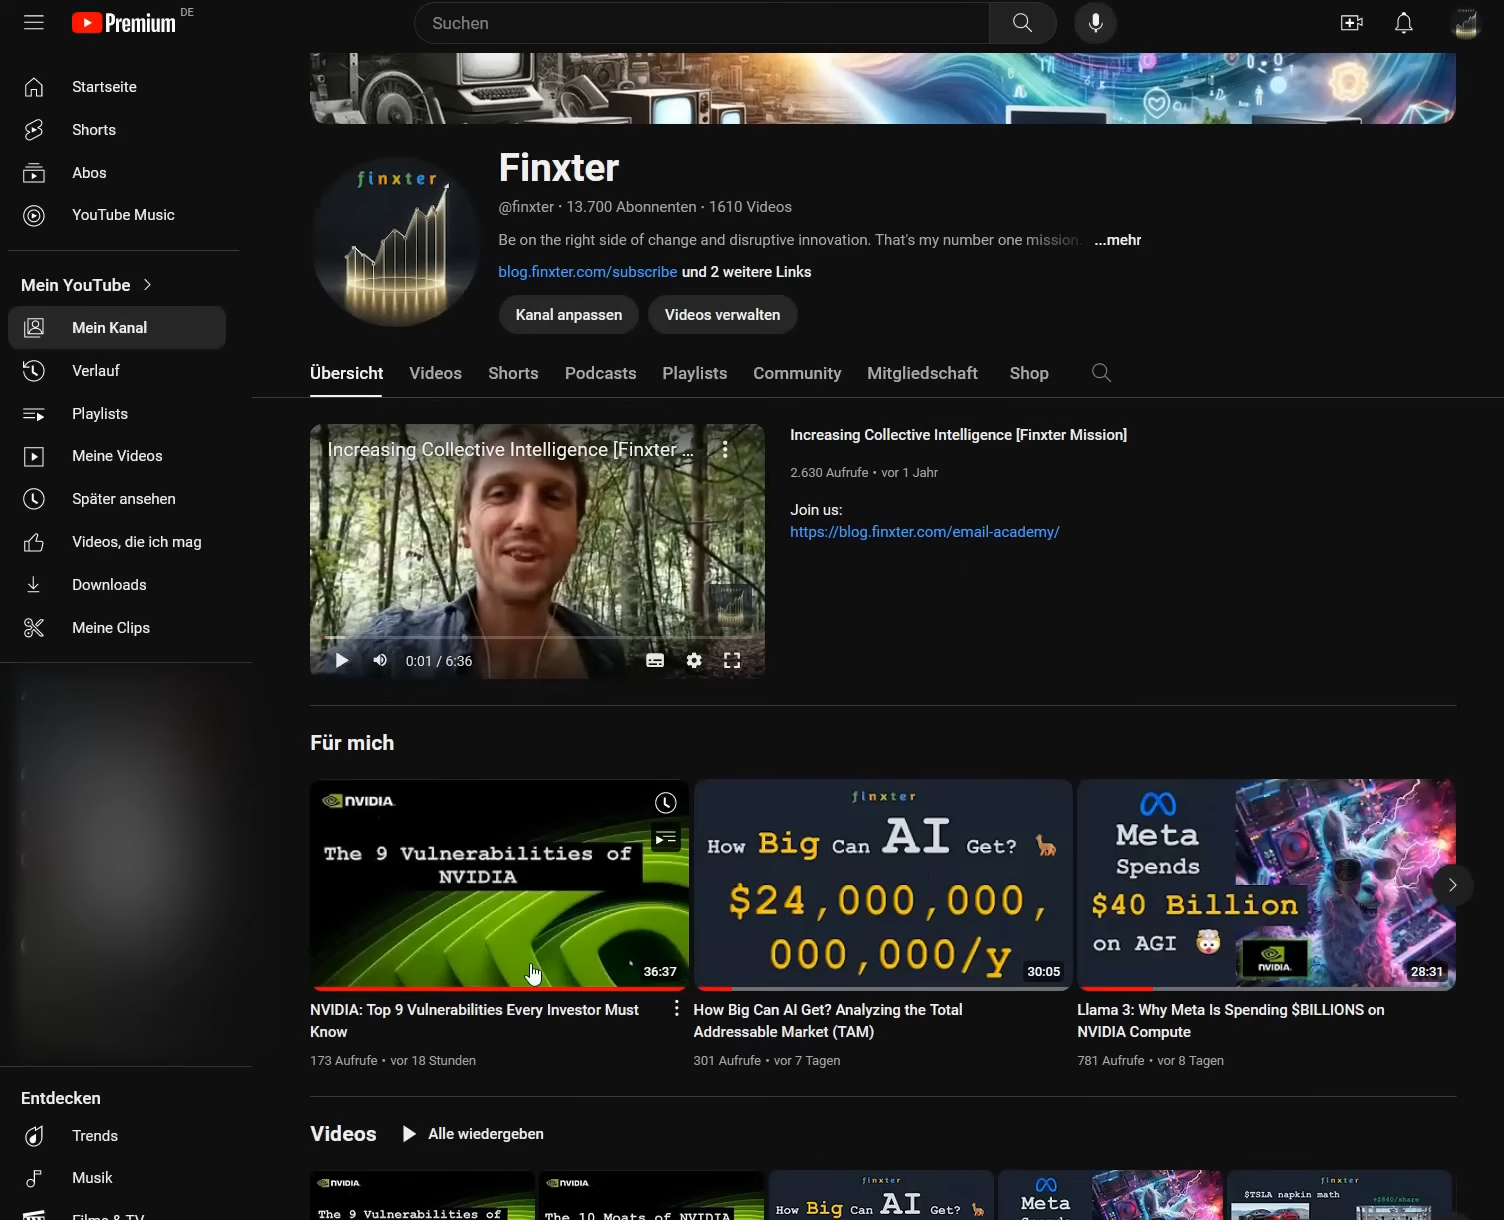 Premium DE
Suchen
Startseite
Shorts
Abos
YouTube Music
Mein YouTube
Mein Kanal
Verlauf
Playlists
Meine Videos
Später ansehen
Videos, die ich mag
Downloads
Meine Clips
Entdecken
Trends
Musik
Filme & TV
finxter
Finxter
@finxter • 13.700 Abonnenten • 1610 Videos
Be on the right side of change and disruptive innovation. That's my number one mission. ...mehr
blog.finxter.com/subscribe und 2 weitere Links
Kanal anpassen
Videos verwalten
Übersicht Videos Shorts Podcasts Playlists Community Mitgliedschaft Shop
Increasing Collective Intelligence [Finxter ...
0:01 / 6:36
Increasing Collective Intelligence [Finxter Mission]
2.630 Aufrufe • vor 1 Jahr
Join us:
https://blog.finxter.com/email-academy/
Für mich
NVIDIA.
The 9 Vulnerabilities of
NVIDIA
36:37
NVIDIA: Top 9 Vulnerabilities Every Investor Must
Know
173 Aufrufe • vor 18 Stunden
finxter
How Big Can AI Get?
$24,000,000,
000,000/y
30:05
How Big Can AI Get? Analyzing the Total
Addressable Market (TAM)
301 Aufrufe • vor 7 Tagen
Meta
Spends
$40 Billion
on AGI
NVIDIA.
28:31
Llama 3: Why Meta Is Spending $BILLIONS on
NVIDIA Compute
781 Aufrufe • vor 8 Tagen
Videos Alle wiedergeben
NVIDIA.
The 9 Vulnerabilities of
NVIDIA.
The 10 Moats of NVIDIA
finxter
How Big Can AI Get?
Meta
Spends
finxter
$TSLA napkin math
+$840/share